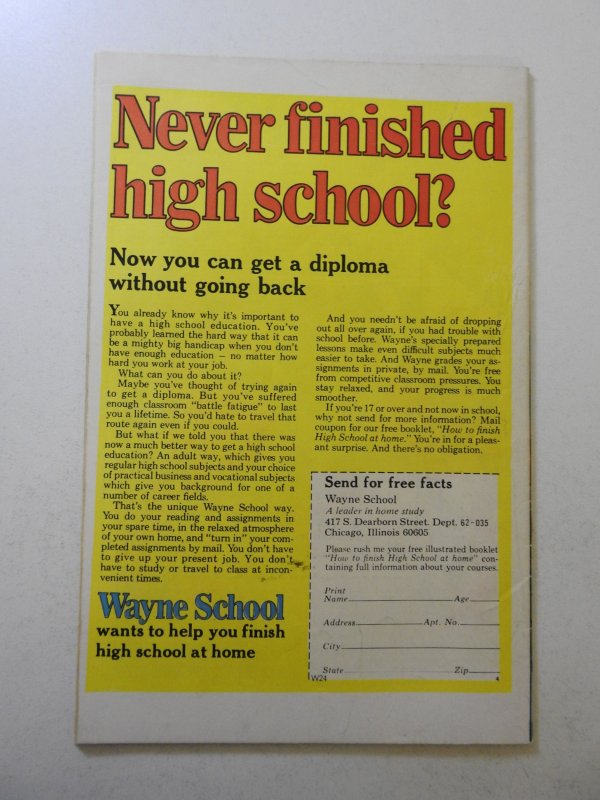 Never finished
high school?
Now you can get a diploma
without going back
You already know why it's important to
have a high school education. You've
probably learned the hard way that it can
be a mighty big handicap when you don't
have enough education – no matter how
hard you work at your job.
What can you do about it?
Maybe you've thought of trying again
to get a diploma. But you've suffered
enough classroom "battle fatigue" to last
you a lifetime. So you'd hate to travel that
route again even if you could.
But what if we told you that there was
now a much better way to get a high school
education? An adult way, which gives you
regular high school subjects and your choice
of practical business and vocational subjects
which give you background for one of a
number of career fields.
That's the unique Wayne School way.
You do your reading and assignments in
your spare time, in the relaxed atmosphere
of your own home, and "turn in" your com-
pleted assignments by mail. You don't have
to give up your present job. You don't
have to study or travel to class at incon-
venient times.
Wayne School
wants to help you finish
high school at home
And you needn't be afraid of dropping
out all over again, if you had trouble with
school before. Wayne's specially prepared
lessons make even difficult subjects much
easier to take. And Wayne grades your as-
signments in private, by mail. You're free
from competitive classroom pressures. You
stay relaxed, and your progress is much
smoother.
If you're 17 or over and not now in school,
why not send for more information? Mail
coupon for our free booklet, "How to finish
High School at home." You're in for a pleas-
ant surprise. And there's no obligation.
Send for free facts
Wayne School
A leader in home study
417 S. Dearborn Street. Dept. 62-035
Chicago, Illinois 60605
Please rush me your free illustrated booklet
"How to finish High School at home" con-
taining full information about your courses.
Print
Name Age
Address Apt. No.
City
State Zip
W24 4